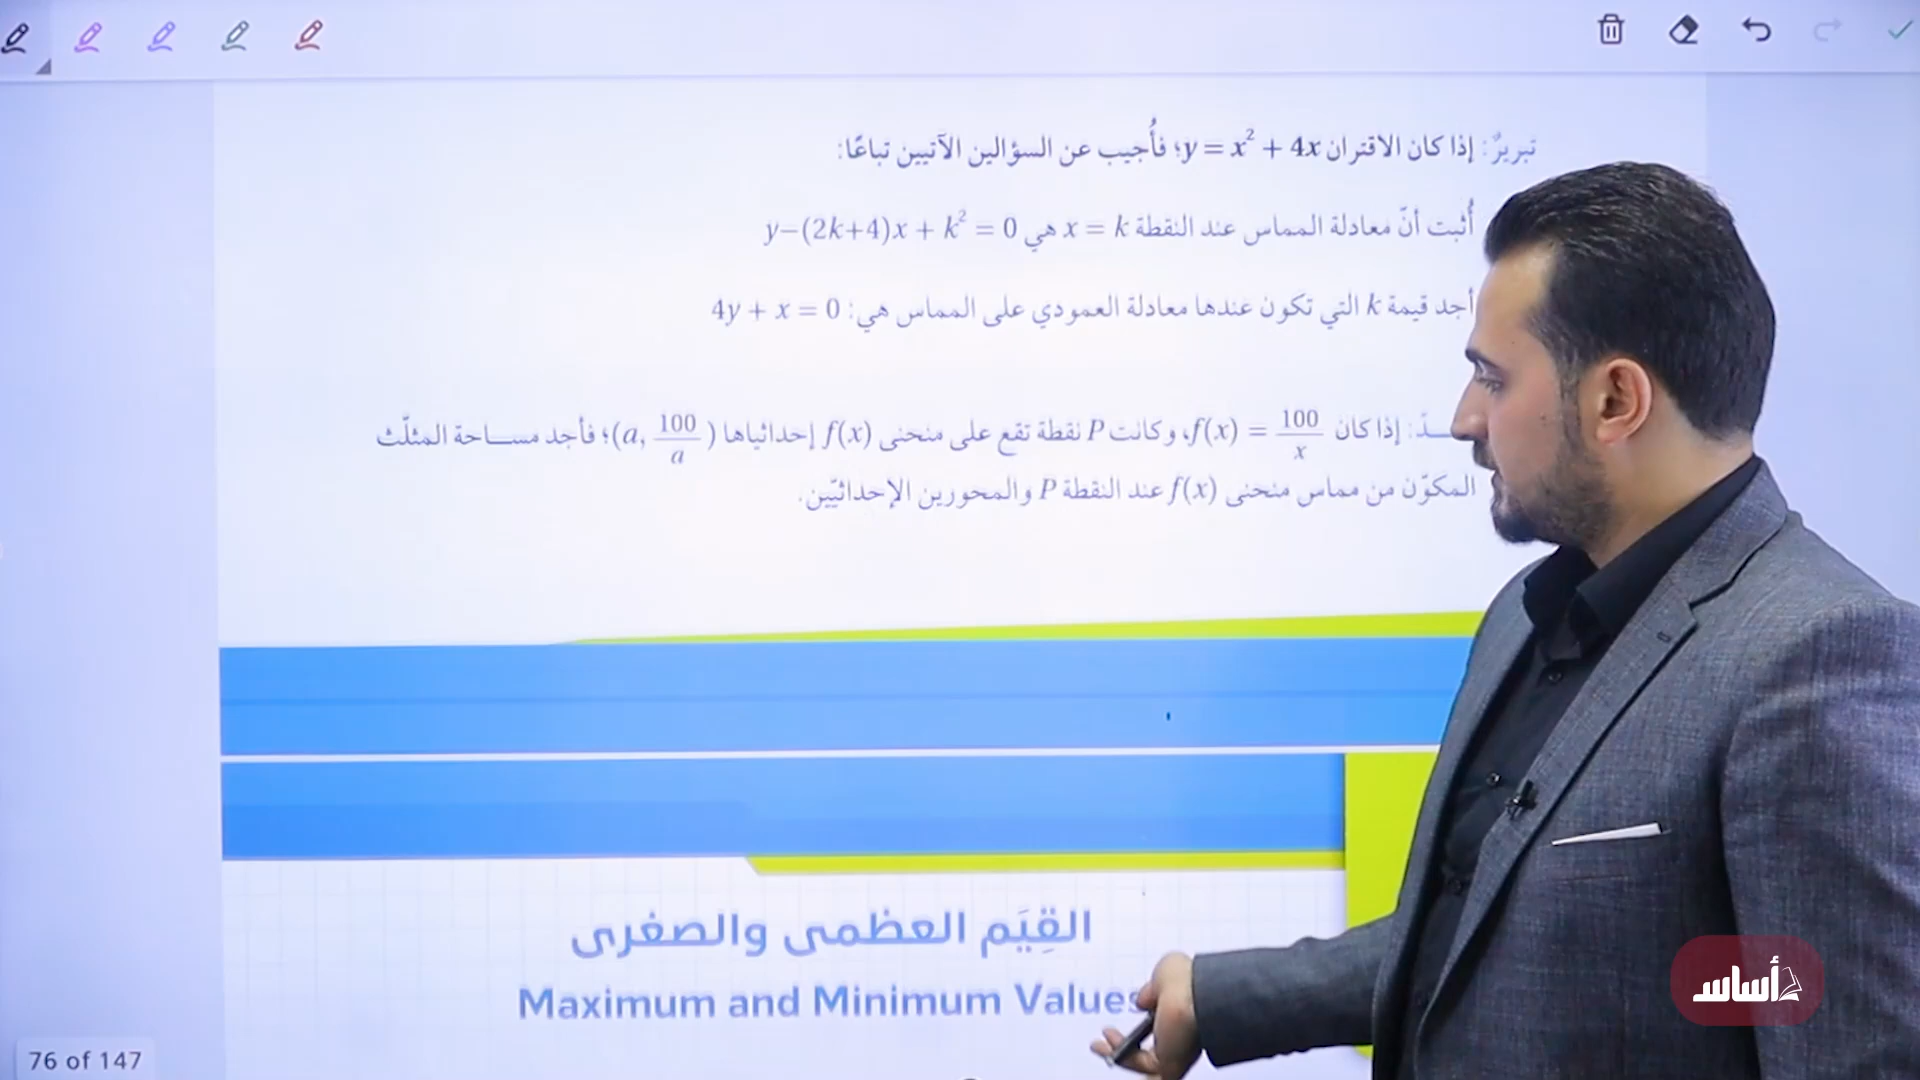 تبريرٌ: إذا كان الاقتران y = x² + 4x؛ فأُجيب عن السؤالين الآتيين تباعًا:
أُثبت أنّ معادلة المماس عند النقطة x = k هي y−(2k+4)x + k² = 0
أجد قيمة k التي تكون عندها معادلة العمودي على المماس هي: 4y + x = 0
إذا كان f(x) = 100/x، وكانت P نقطة تقع على منحنى f(x) إحداثياها (a, 100/a)؛ فأجد مساحة المثلّث
المكوّن من مماس منحنى f(x) عند النقطة P والمحورين الإحداثيّين.
القِيَم العظمى والصغرى
Maximum and Minimum Values
أساس
76 of 147